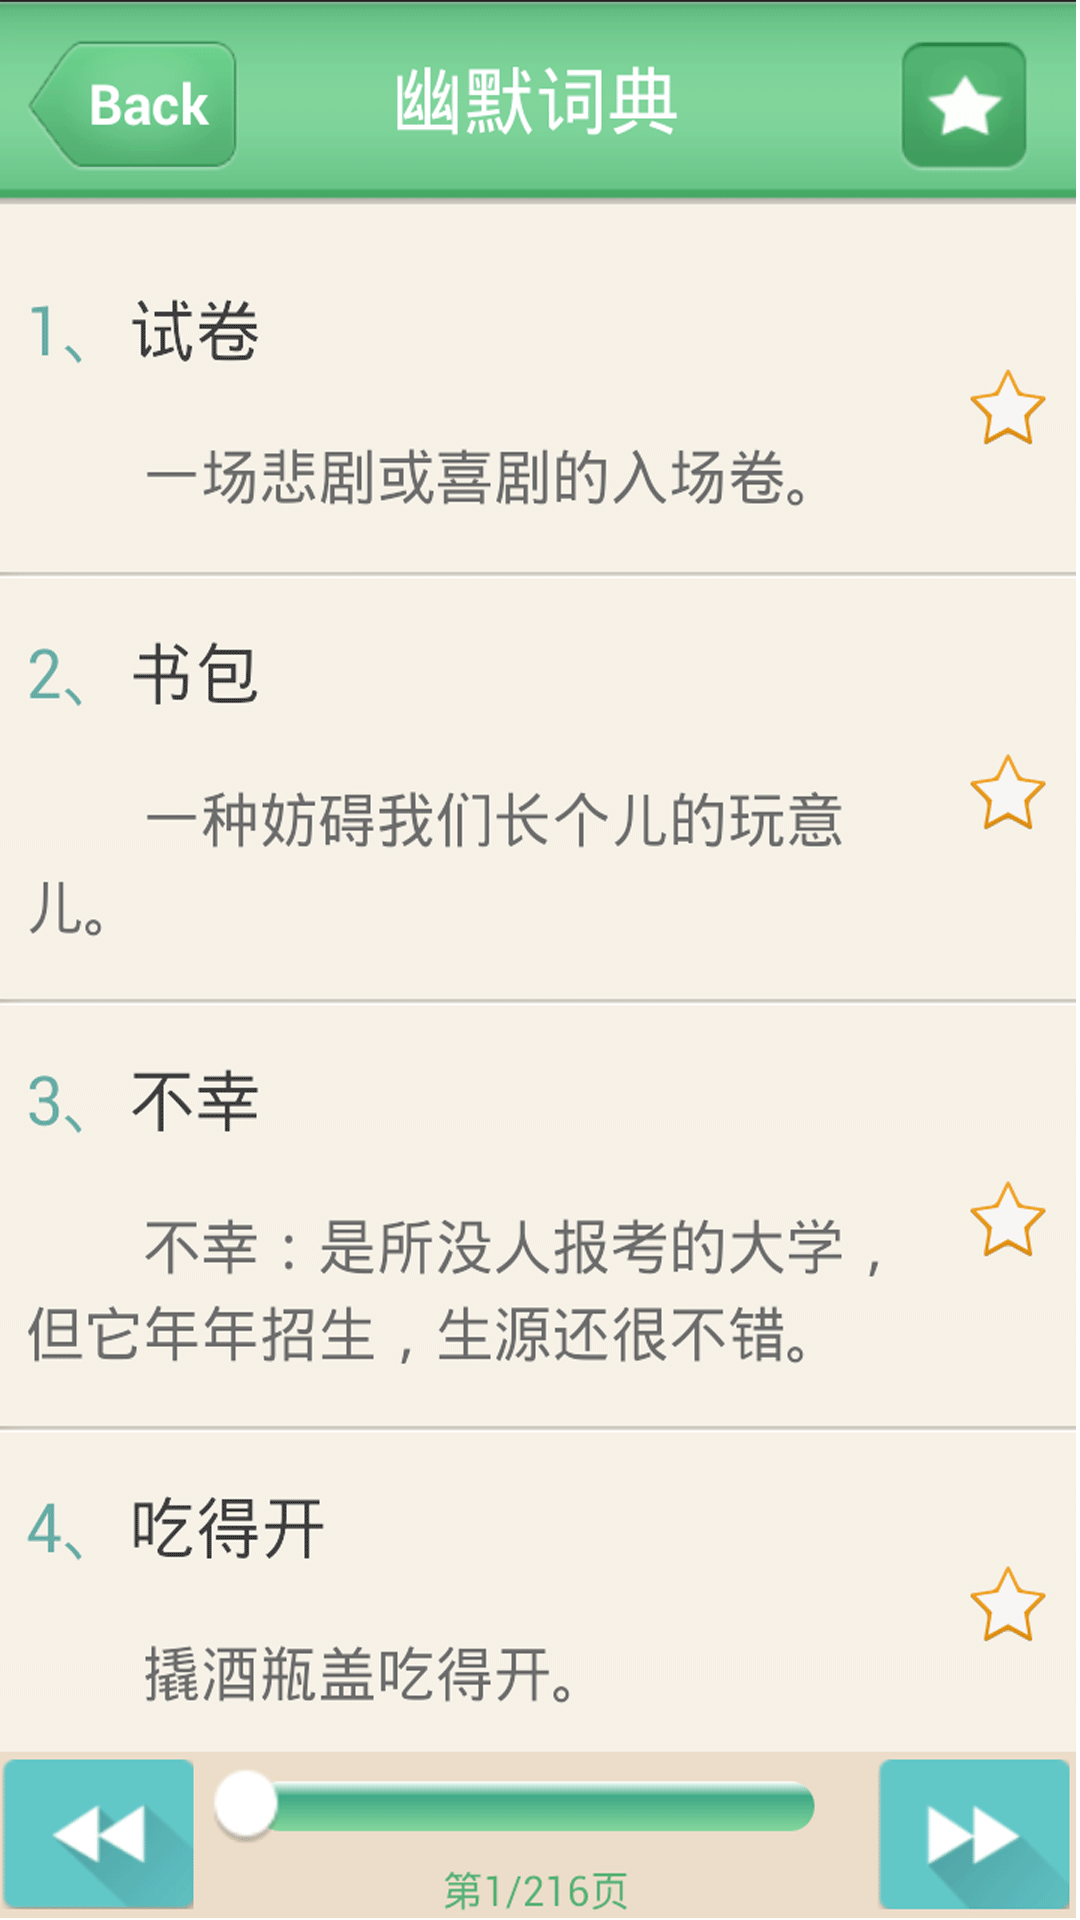 Back
幽默词典
1、 试卷
一场悲剧或喜剧的入场卷。
2、 书包
一种妨碍我们长个儿的玩意
儿。
3、 不幸
不幸：是所没人报考的大学，
但它年年招生，生源还很不错。
4、 吃得开
撬酒瓶盖吃得开。
第1/216页